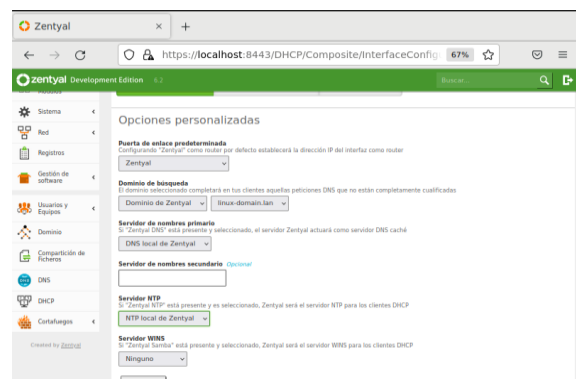 Zentyal
https://localhost:8443/DHCP/Composite/InterfaceConfig
67%
zentyal Development Edition 6.2
Buscar...
Módulos
Sistema
Red
Registros
Gestión de
software
Usuarios y
Equipos
Dominio
Compartición de
Ficheros
DNS
DHCP
Cortafuegos
Created by Zentyal
Opciones personalizadas
Puerta de enlace predeterminada
Configurando "Zentyal" como router por defecto establecerá la dirección IP del interfaz como router
Zentyal
Dominio de búsqueda
El dominio seleccionado completará en tus clientes aquellas peticiones DNS que no están completamente cualificadas
Dominio de Zentyal linux-domain.lan
Servidor de nombres primario
Si "Zentyal DNS" está presente y seleccionado, el servidor Zentyal actuará como servidor DNS caché
DNS local de Zentyal
Servidor de nombres secundario Opcional
Servidor NTP
Si "Zentyal NTP" está presente y es seleccionado, Zentyal será el servidor NTP para los clientes DHCP
NTP local de Zentyal
Servidor WINS
Si "Zentyal Samba" está presente y seleccionado, Zentyal será el servidor WINS para los clientes DHCP
Ninguno